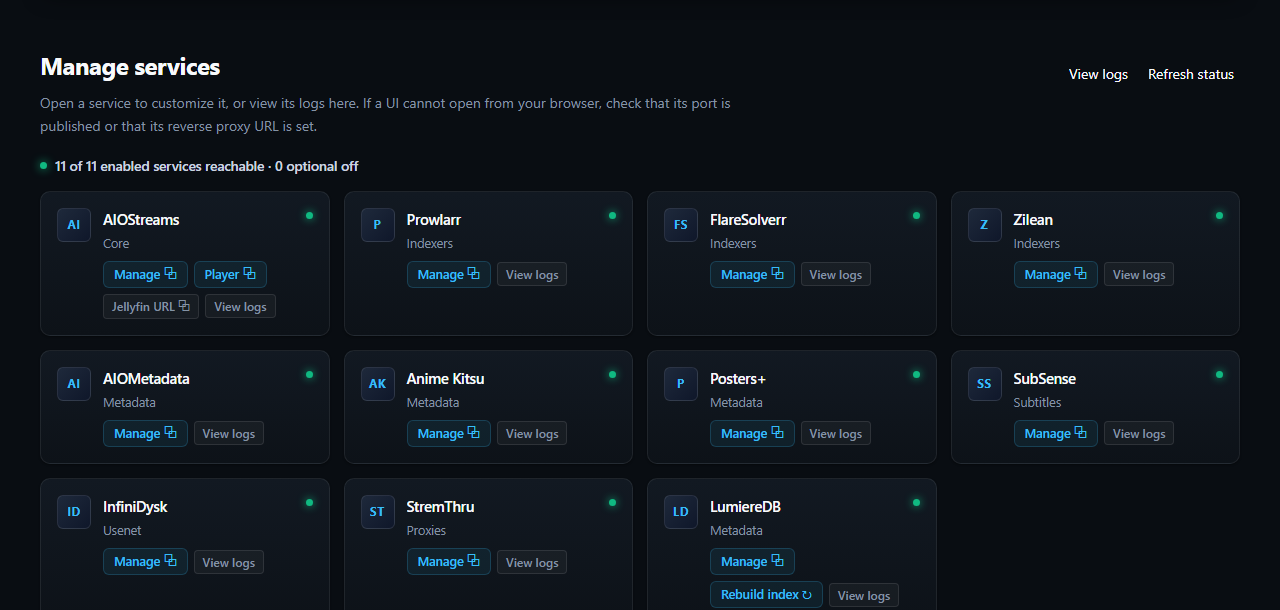 Manage services
View logs Refresh status
Open a service to customize it, or view its logs here. If a UI cannot open from your browser, check that its port is
published or that its reverse proxy URL is set.
11 of 11 enabled services reachable · 0 optional off
AI AIOStreams
Core
Manage Player
Jellyfin URL View logs
P Prowlarr
Indexers
Manage View logs
FS FlareSolverr
Indexers
Manage View logs
Z Zilean
Indexers
Manage View logs
AI AIOMetadata
Metadata
Manage View logs
AK Anime Kitsu
Metadata
Manage View logs
P Posters+
Metadata
Manage View logs
SS SubSense
Subtitles
Manage View logs
ID InfiniDysk
Usenet
Manage View logs
ST StremThru
Proxies
Manage View logs
LD LumiereDB
Metadata
Manage
Rebuild index ↻ View logs